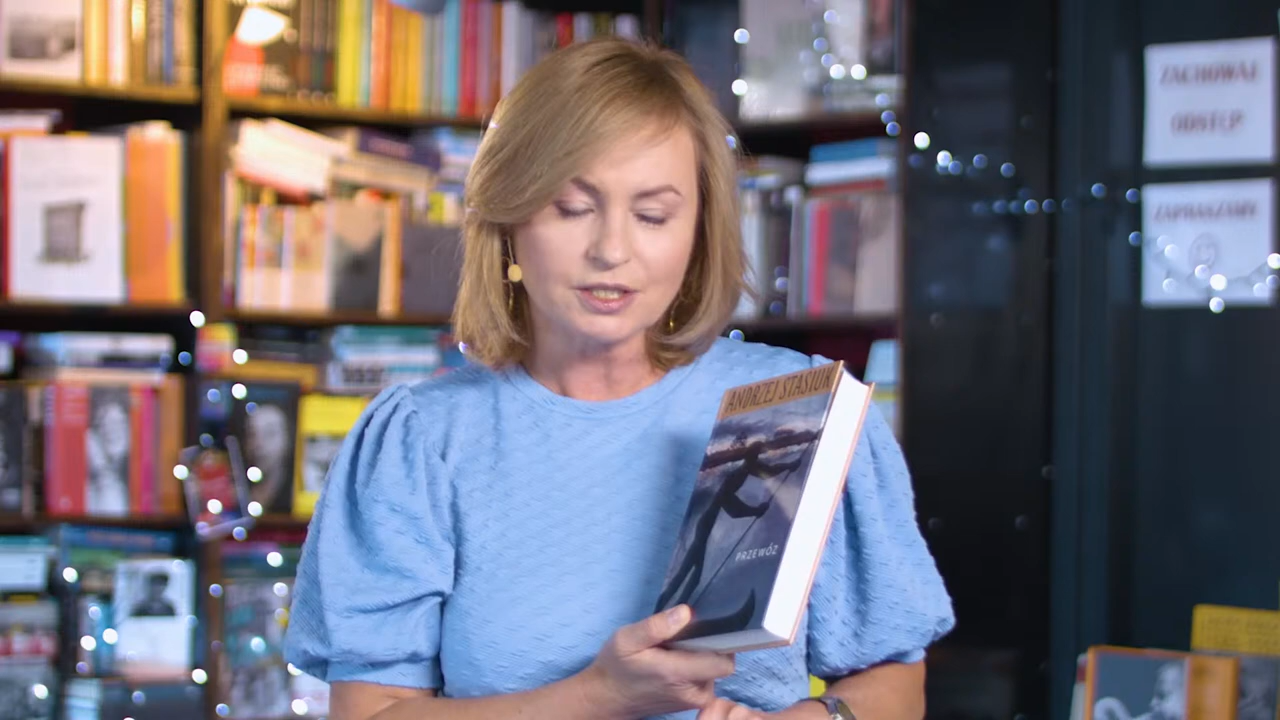 ZACHOWAJ
ODSTĘP
ZAPRASZAMY
ANDRZEJ STASIUK
PRZEWÓZ